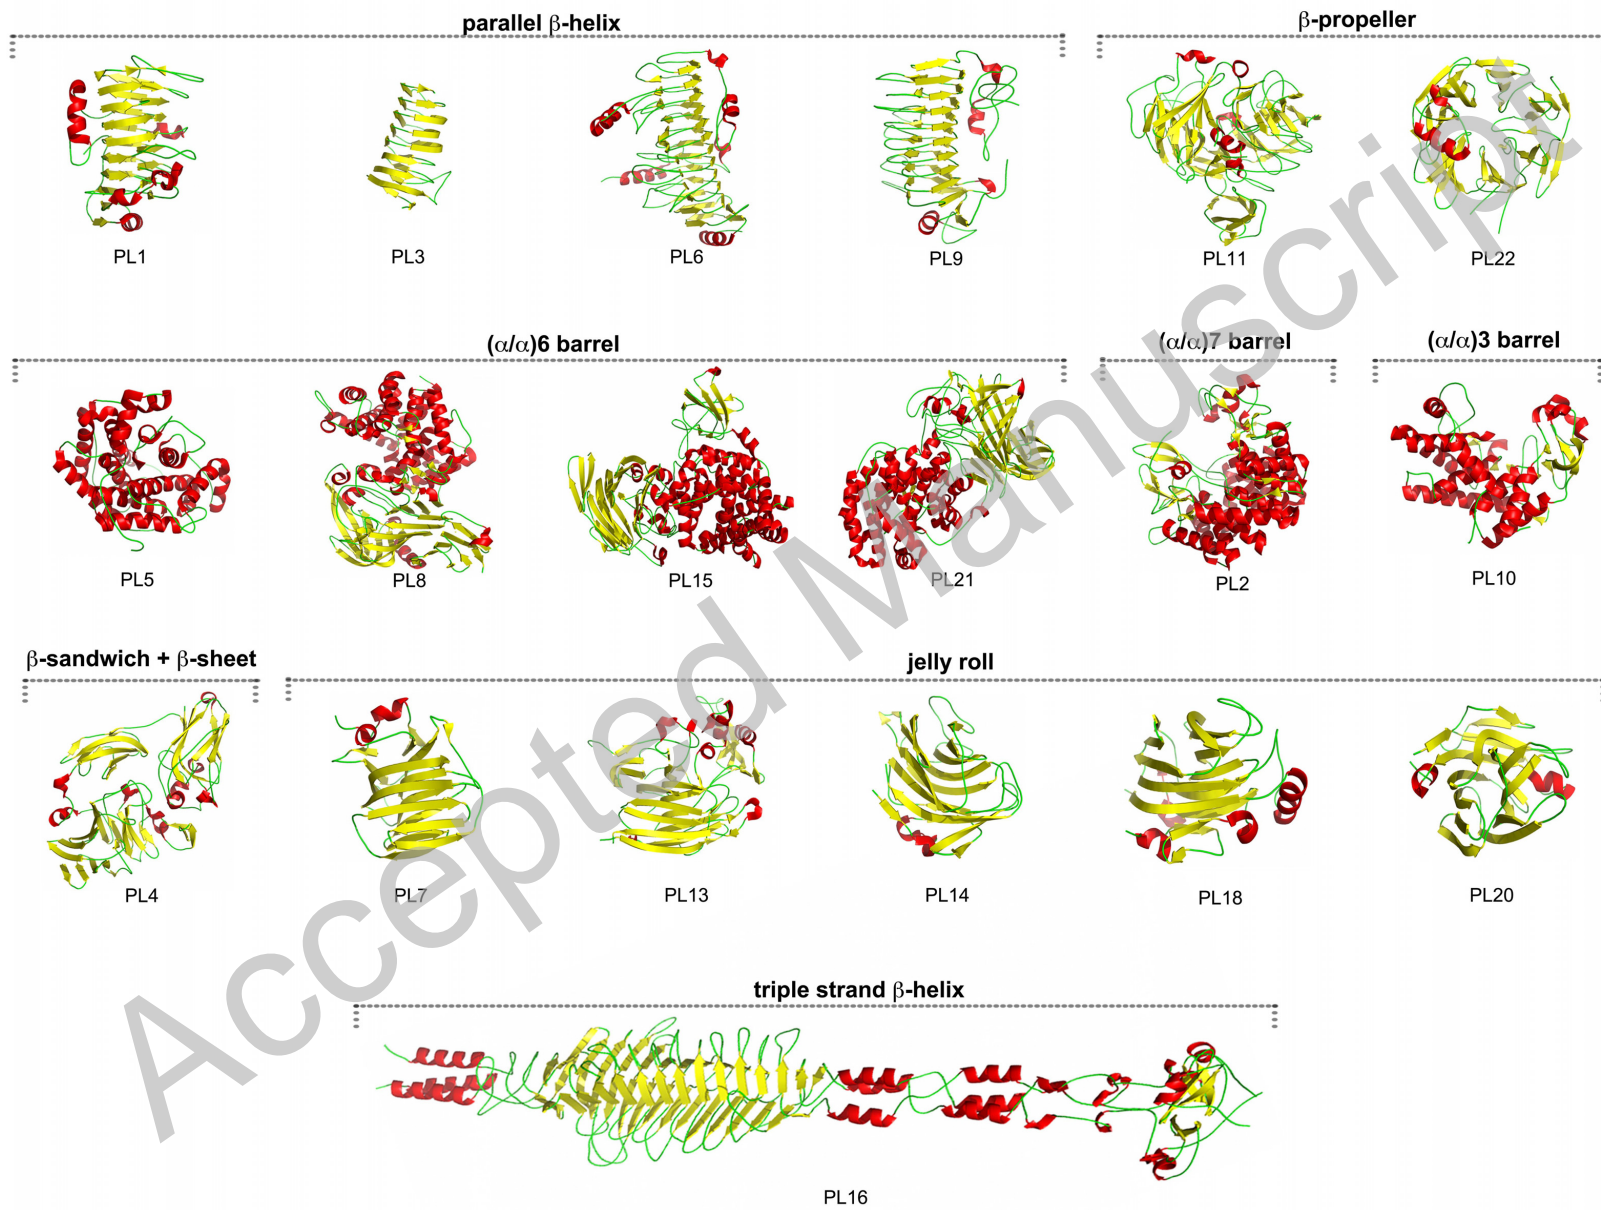 parallel β-helix
β-propeller
PL1
PL3
PL6
PL9
PL11
PL22
(α/α)6 barrel
(α/α)7 barrel
(α/α)3 barrel
PL5
PL8
PL15
PL21
PL2
PL10
β-sandwich + β-sheet
jelly roll
PL4
PL7
PL13
PL14
PL18
PL20
triple strand β-helix
PL16
Accepted Manuscript